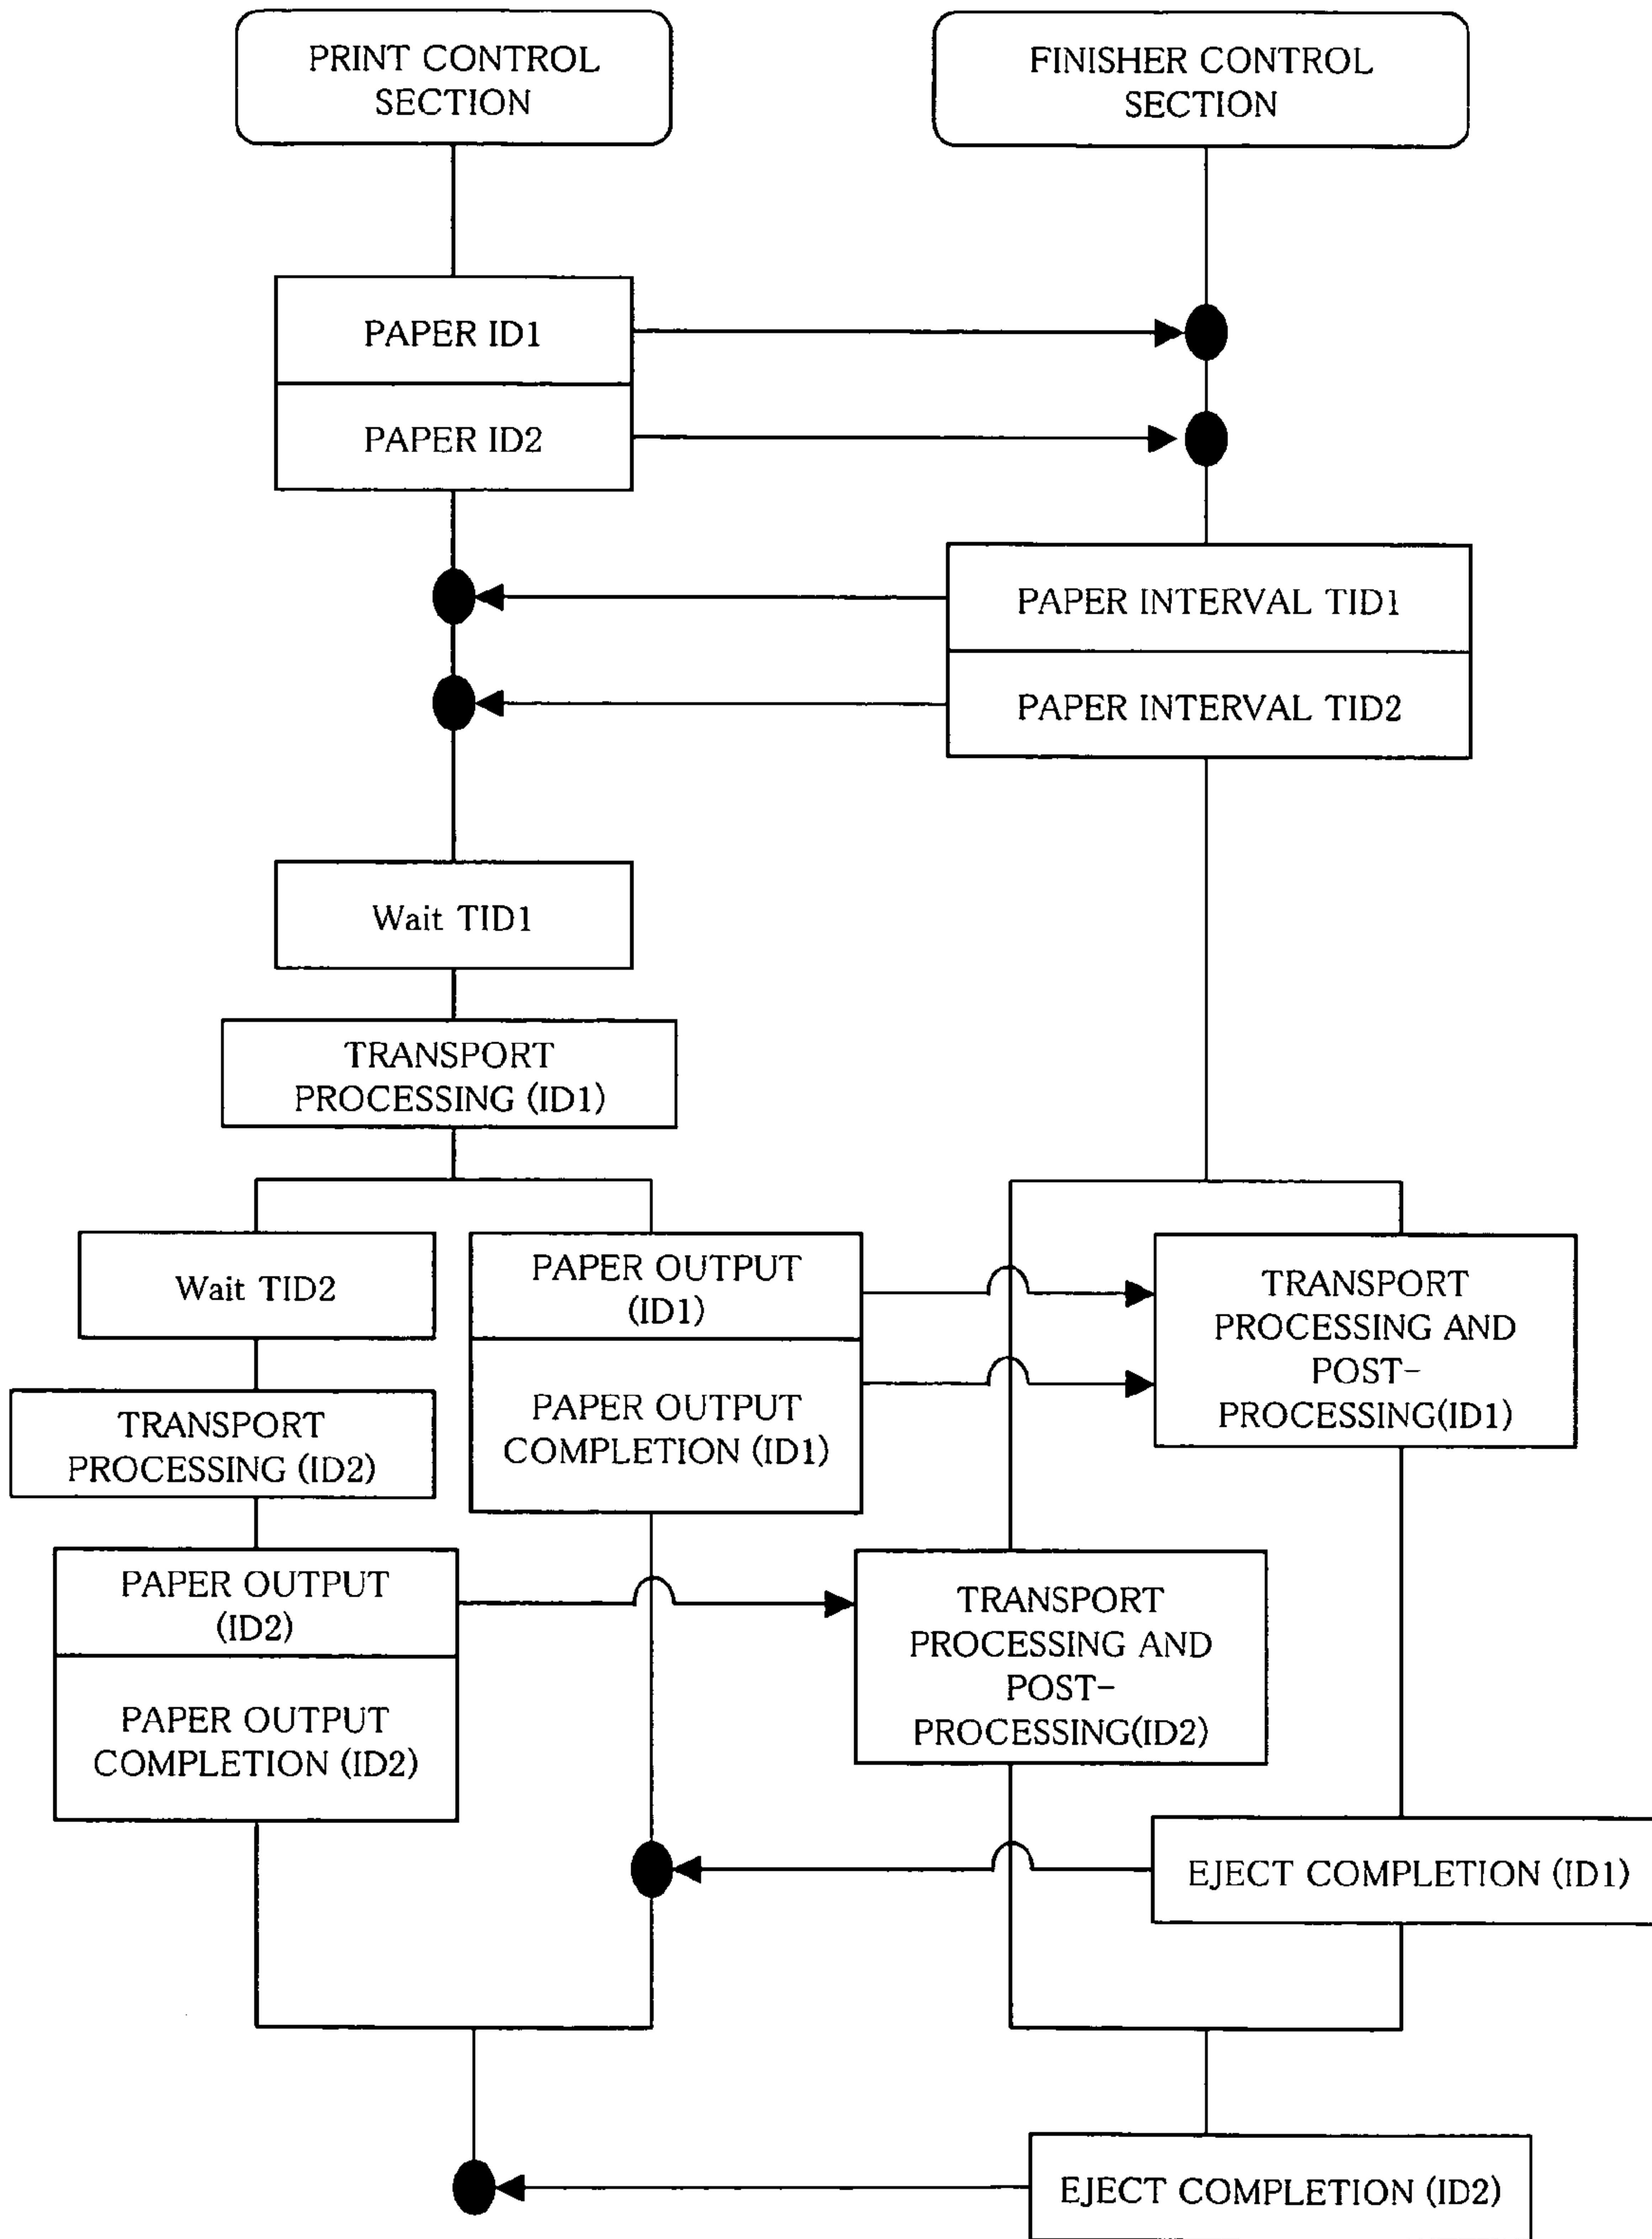 PRINT CONTROL
SECTION
FINISHER CONTROL
SECTION
PAPER ID1
PAPER ID2
PAPER INTERVAL TID1
PAPER INTERVAL TID2
Wait TID1
TRANSPORT
PROCESSING (ID1)
Wait TID2
PAPER OUTPUT
(ID1)
TRANSPORT
PROCESSING AND
POST-
PROCESSING(ID1)
TRANSPORT
PROCESSING (ID2)
PAPER OUTPUT
COMPLETION (ID1)
PAPER OUTPUT
(ID2)
TRANSPORT
PROCESSING AND
POST-
PROCESSING(ID2)
PAPER OUTPUT
COMPLETION (ID2)
EJECT COMPLETION (ID1)
EJECT COMPLETION (ID2)